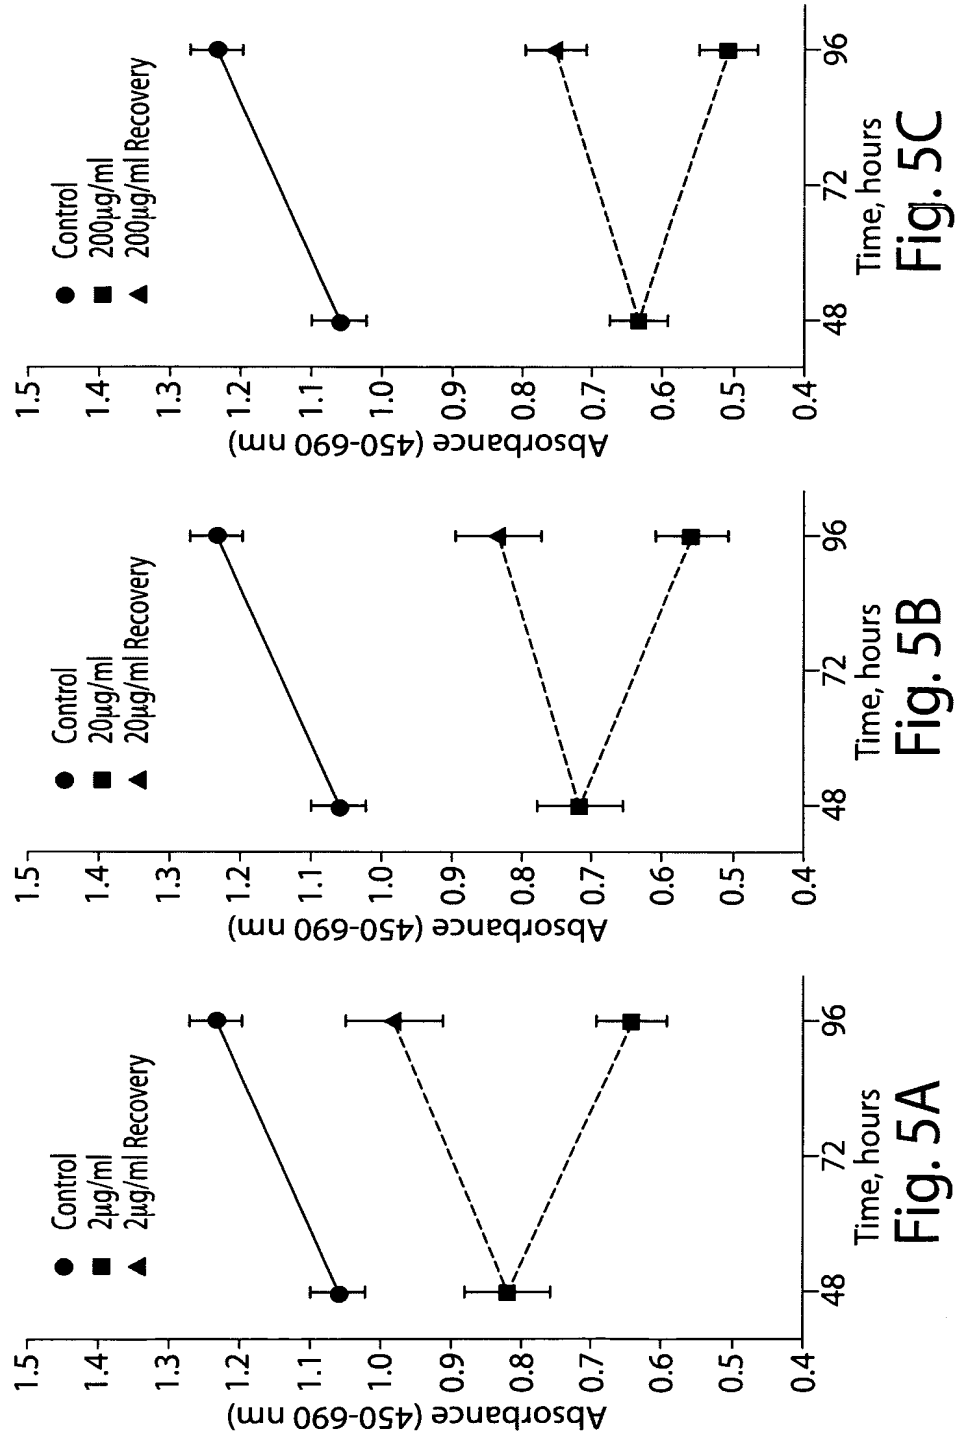 Control
2µg/ml
2µg/ml Recovery
Absorbance (450-690 nm)
1.5
1.4
1.3
1.2
1.1
1.0
0.9
0.8
0.7
0.6
0.5
0.4
48
72
96
Time, hours
Fig. 5A
Control
20µg/ml
20µg/ml Recovery
Absorbance (450-690 nm)
1.5
1.4
1.3
1.2
1.1
1.0
0.9
0.8
0.7
0.6
0.5
0.4
48
72
96
Time, hours
Fig. 5B
Control
200µg/ml
200µg/ml Recovery
Absorbance (450-690 nm)
1.5
1.4
1.3
1.2
1.1
1.0
0.9
0.8
0.7
0.6
0.5
0.4
48
72
96
Time, hours
Fig. 5C